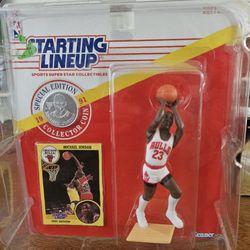 STARTING
LINEUP
SPORTS SUPER STAR COLLECTIBLES
SPECIAL EDITION
19 91
COLLECTOR COIN
MICHAEL JORDAN
BULLS
23